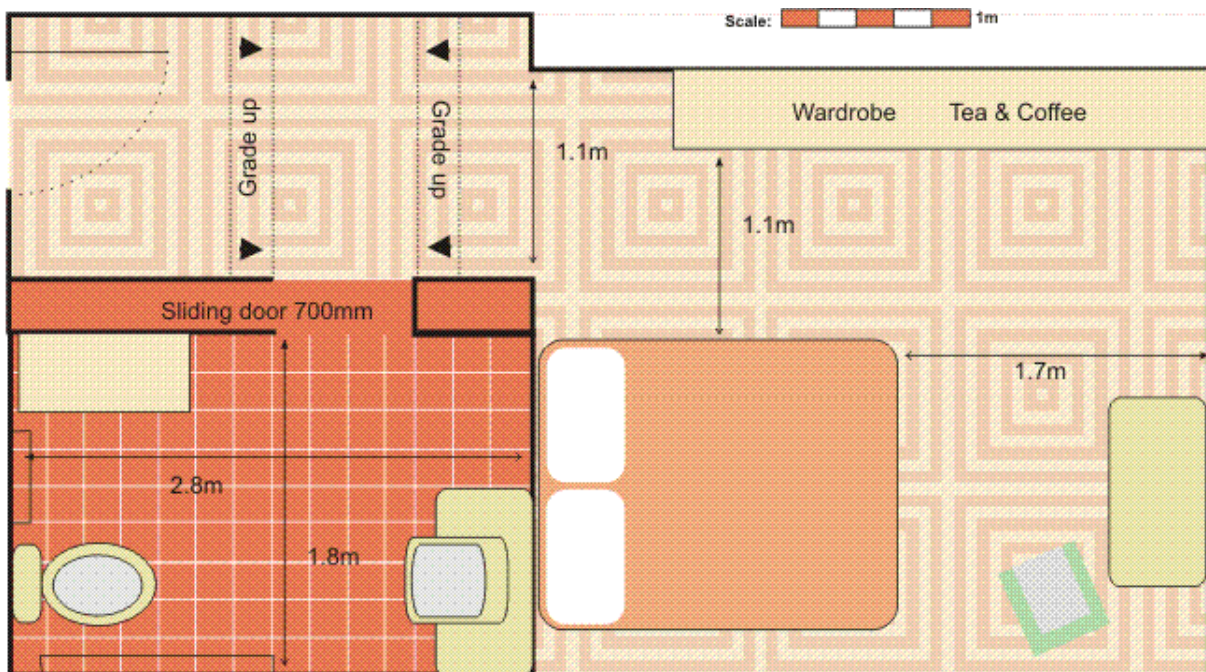 Scale: 1m
Wardrobe Tea & Coffee
Grade up
Grade up
1.1m
1.1m
Sliding door 700mm
1.7m
2.8m
1.8m